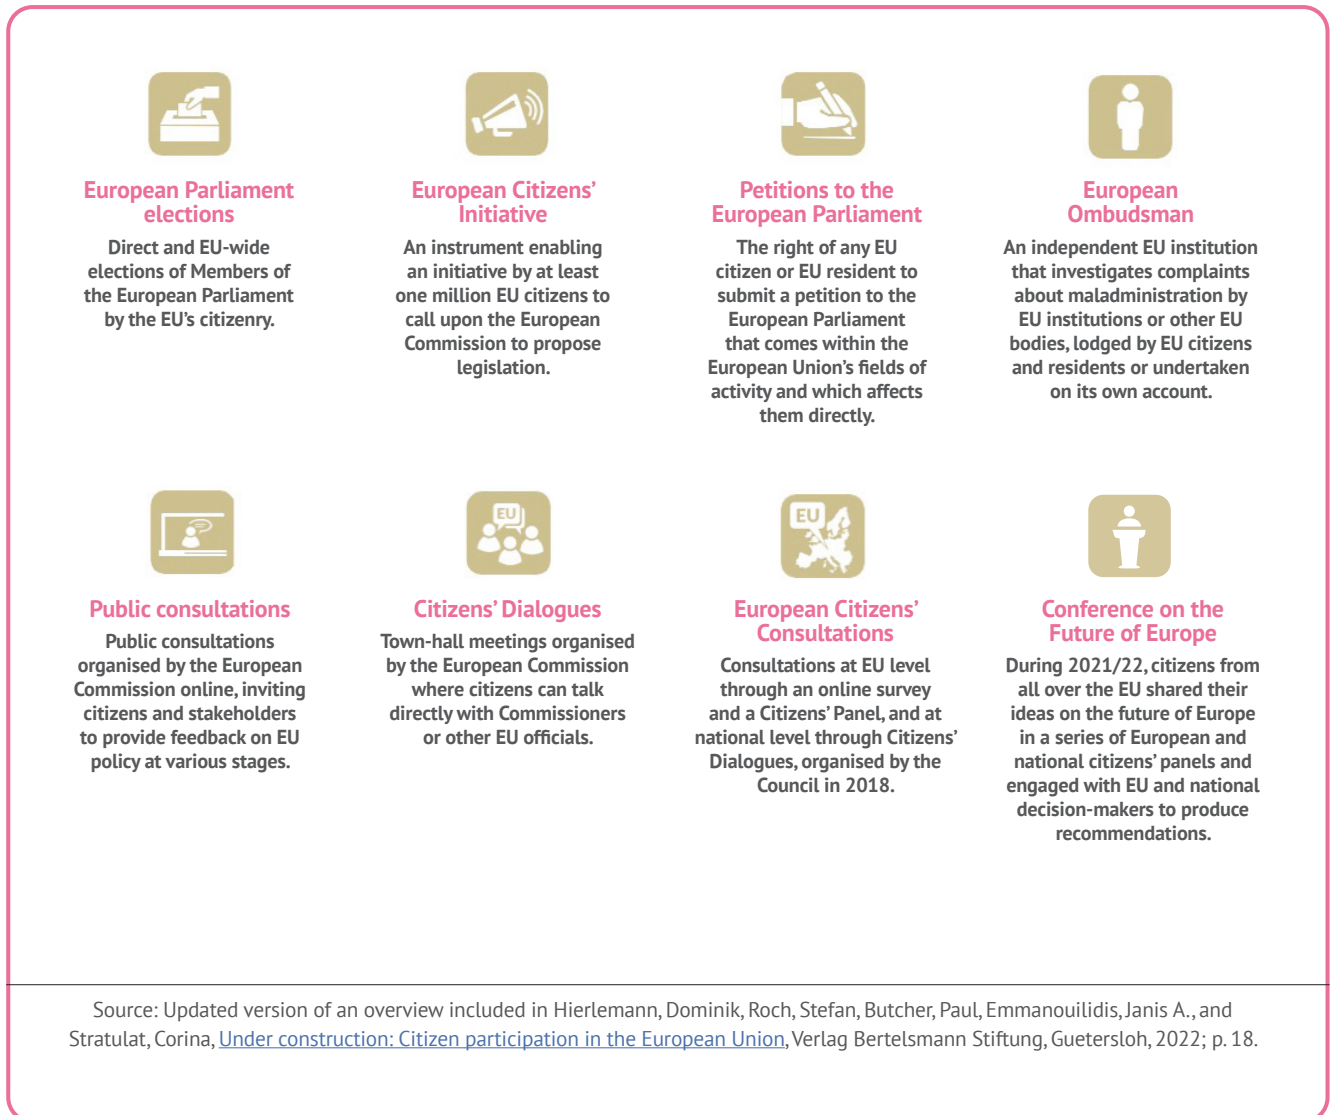 European Parliament
elections
Direct and EU-wide
elections of Members of
the European Parliament
by the EU's citizenry.
European Citizens'
Initiative
An instrument enabling
an initiative by at least
one million EU citizens to
call upon the European
Commission to propose
legislation.
Petitions to the
European Parliament
The right of any EU
citizen or EU resident to
submit a petition to the
European Parliament
that comes within the
European Union's fields of
activity and which affects
them directly.
European
Ombudsman
An independent EU institution
that investigates complaints
about maladministration by
EU institutions or other EU
bodies, lodged by EU citizens
and residents or undertaken
on its own account.
Public consultations
Public consultations
organised by the European
Commission online, inviting
citizens and stakeholders
to provide feedback on EU
policy at various stages.
EU
Citizens' Dialogues
Town-hall meetings organised
by the European Commission
where citizens can talk
directly with Commissioners
or other EU officials.
EU
European Citizens'
Consultations
Consultations at EU level
through an online survey
and a Citizens' Panel, and at
national level through Citizens'
Dialogues, organised by the
Council in 2018.
Conference on the
Future of Europe
During 2021/22, citizens from
all over the EU shared their
ideas on the future of Europe
in a series of European and
national citizens' panels and
engaged with EU and national
decision-makers to produce
recommendations.
Source: Updated version of an overview included in Hierlemann, Dominik, Roch, Stefan, Butcher, Paul, Emmanouilidis, Janis A., and
Stratulat, Corina, Under construction: Citizen participation in the European Union, Verlag Bertelsmann Stiftung, Guetersloh, 2022; p. 18.